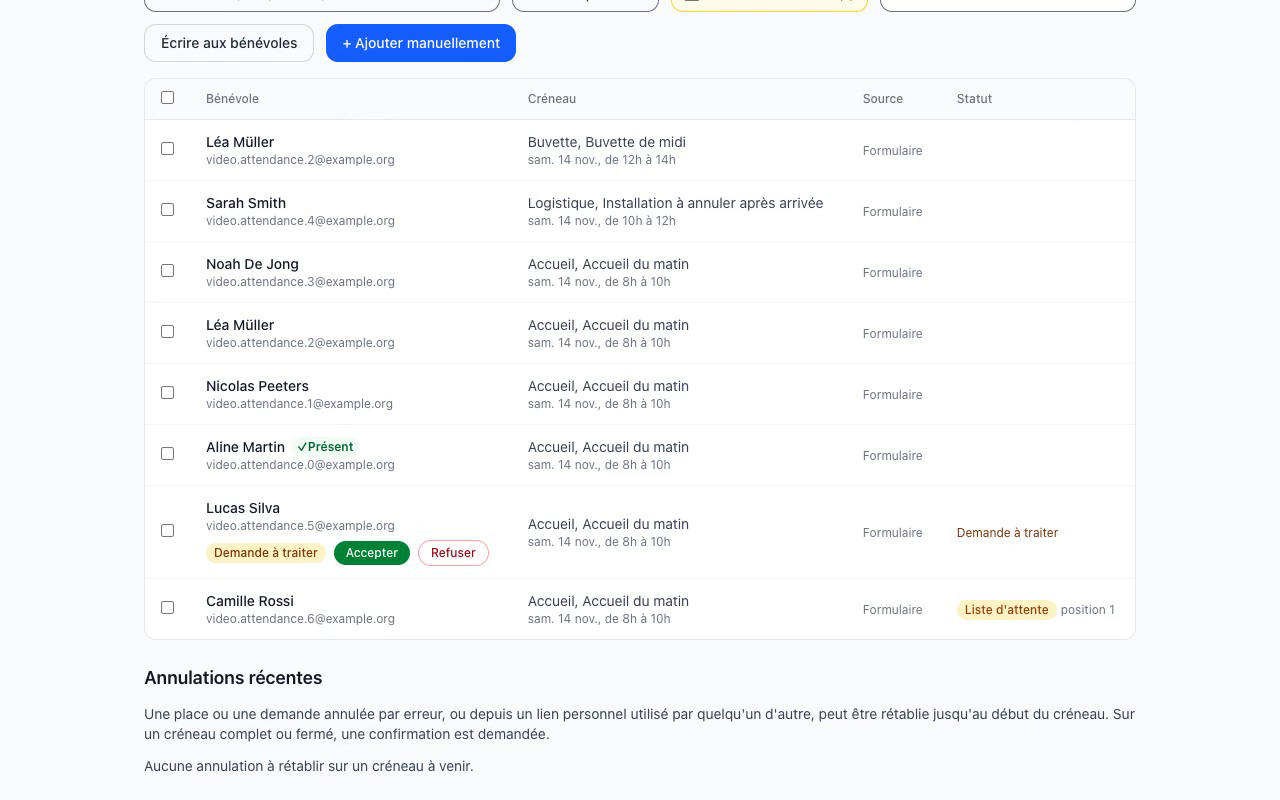 Écrire aux bénévoles
+ Ajouter manuellement
Bénévole Créneau Source Statut
Léa Müller
video.attendance.2@example.org
Buvette, Buvette de midi
sam. 14 nov., de 12h à 14h
Formulaire
Sarah Smith
video.attendance.4@example.org
Logistique, Installation à annuler après arrivée
sam. 14 nov., de 10h à 12h
Formulaire
Noah De Jong
video.attendance.3@example.org
Accueil, Accueil du matin
sam. 14 nov., de 8h à 10h
Formulaire
Léa Müller
video.attendance.2@example.org
Accueil, Accueil du matin
sam. 14 nov., de 8h à 10h
Formulaire
Nicolas Peeters
video.attendance.1@example.org
Accueil, Accueil du matin
sam. 14 nov., de 8h à 10h
Formulaire
Aline Martin ✓Présent
video.attendance.0@example.org
Accueil, Accueil du matin
sam. 14 nov., de 8h à 10h
Formulaire
Lucas Silva
video.attendance.5@example.org
Demande à traiter Accepter Refuser
Accueil, Accueil du matin
sam. 14 nov., de 8h à 10h
Formulaire
Demande à traiter
Camille Rossi
video.attendance.6@example.org
Accueil, Accueil du matin
sam. 14 nov., de 8h à 10h
Formulaire
Liste d'attente position 1
Annulations récentes
Une place ou une demande annulée par erreur, ou depuis un lien personnel utilisé par quelqu'un d'autre, peut être rétablie jusqu'au début du créneau. Sur
un créneau complet ou fermé, une confirmation est demandée.
Aucune annulation à rétablir sur un créneau à venir.